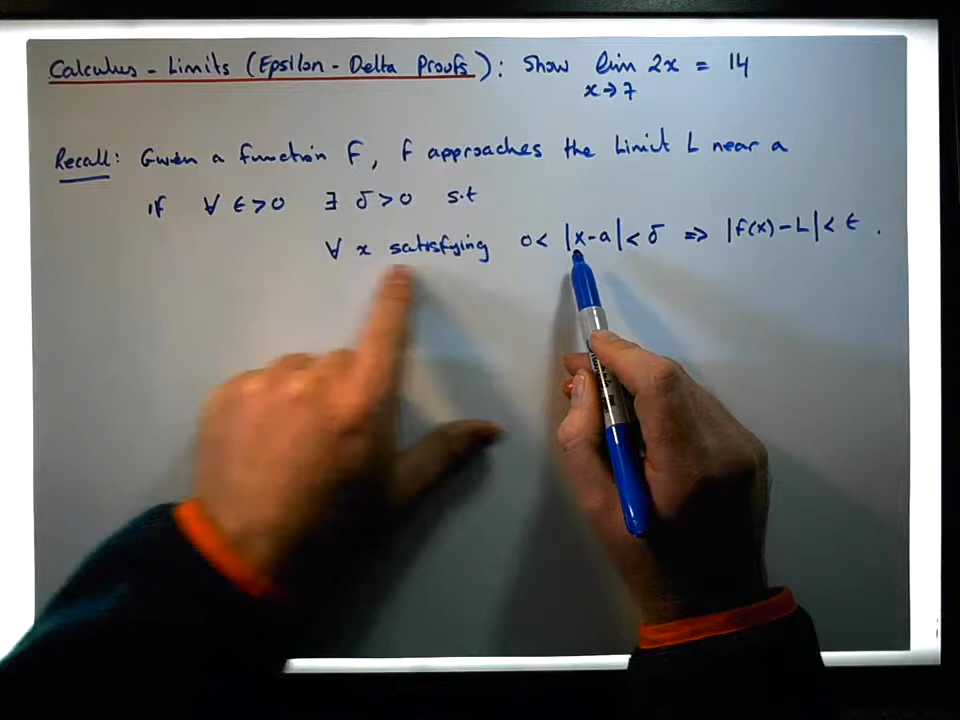 Calculus - Limits (Epsilon - Delta Proofs): Show lim 2x = 14
x→7
Recall: Given a function f, f approaches the Limit L near a
if ∀ ϵ>0 ∃ δ>0 s.t
∀ x satisfying 0< |x-a|< δ ⇒ |f(x)-L|< ϵ .